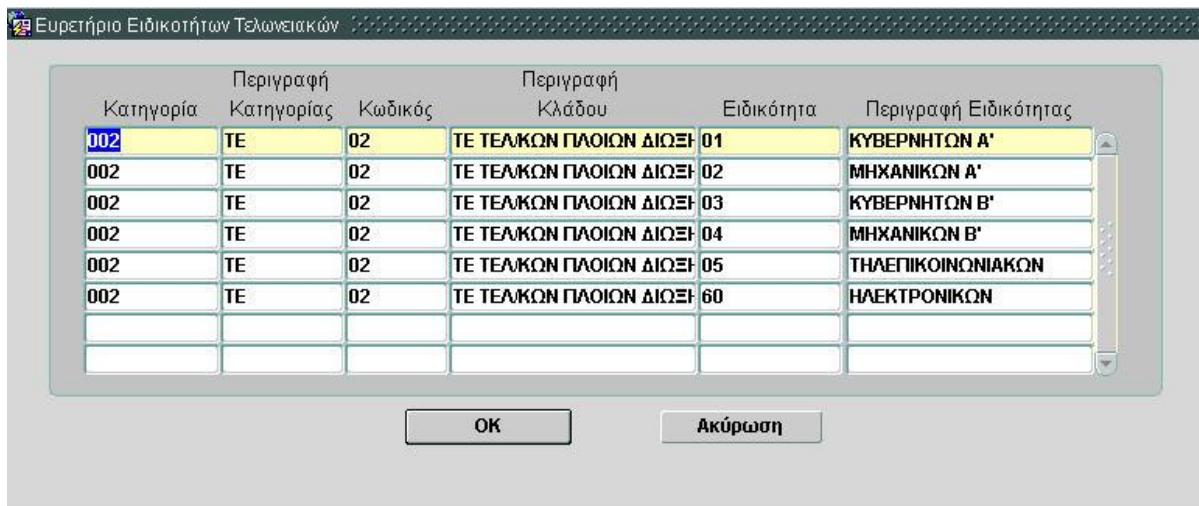 Ευρετήριο Ειδικοτήτων Τελωνειακών
Κατηγορία Περιγραφή Κατηγορίας Κωδικός Περιγραφή Κλάδου Ειδικότητα Περιγραφή Ειδικότητας
002 ΤΕ 02 ΤΕ ΤΕΛ/ΚΩΝ ΠΛΟΙΩΝ ΔΙΩΞΗ 01 ΚΥΒΕΡΝΗΤΩΝ Α'
002 ΤΕ 02 ΤΕ ΤΕΛ/ΚΩΝ ΠΛΟΙΩΝ ΔΙΩΞΗ 02 ΜΗΧΑΝΙΚΩΝ Α'
002 ΤΕ 02 ΤΕ ΤΕΛ/ΚΩΝ ΠΛΟΙΩΝ ΔΙΩΞΗ 03 ΚΥΒΕΡΝΗΤΩΝ Β'
002 ΤΕ 02 ΤΕ ΤΕΛ/ΚΩΝ ΠΛΟΙΩΝ ΔΙΩΞΗ 04 ΜΗΧΑΝΙΚΩΝ Β'
002 ΤΕ 02 ΤΕ ΤΕΛ/ΚΩΝ ΠΛΟΙΩΝ ΔΙΩΞΗ 05 ΤΗΛΕΠΙΚΟΙΝΩΝΙΑΚΩΝ
002 ΤΕ 02 ΤΕ ΤΕΛ/ΚΩΝ ΠΛΟΙΩΝ ΔΙΩΞΗ 60 ΗΛΕΚΤΡΟΝΙΚΩΝ
OK Ακύρωση